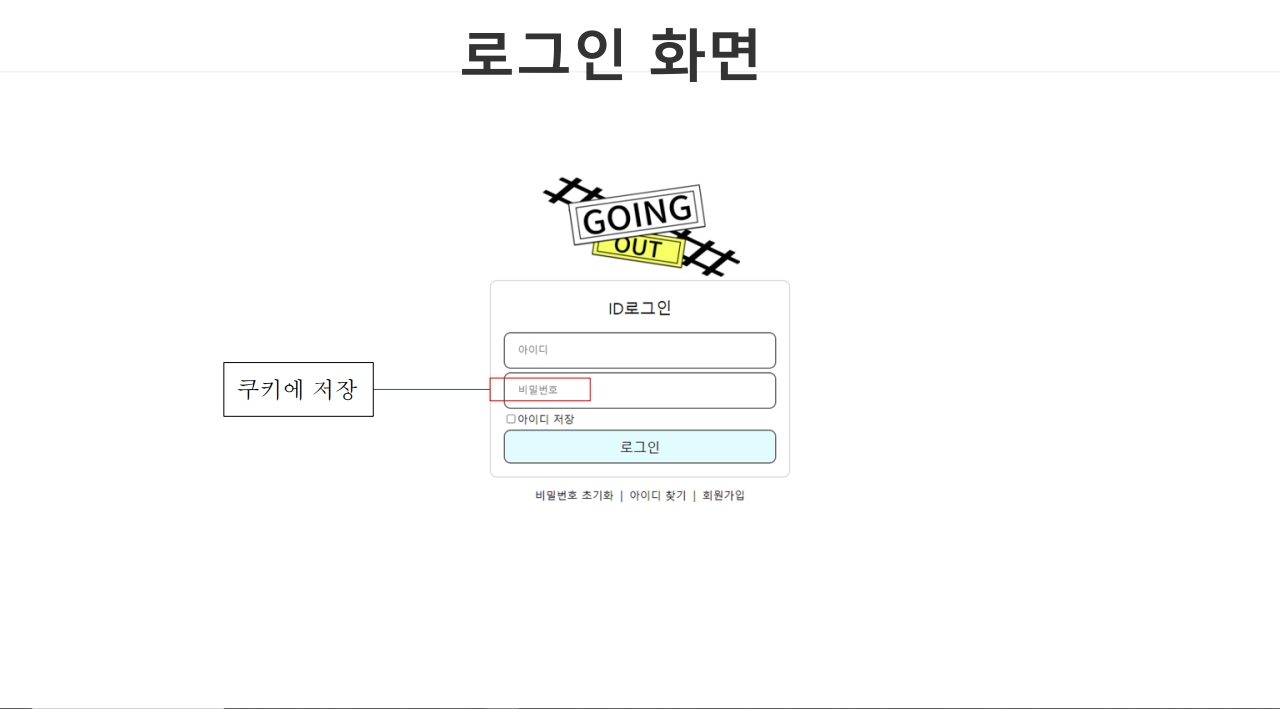 로그인 화면
GOING
OUT
ID로그인
아이디
쿠키에 저장
비밀번호
아이디 저장
로그인
비밀번호 초기화 | 아이디 찾기 | 회원가입